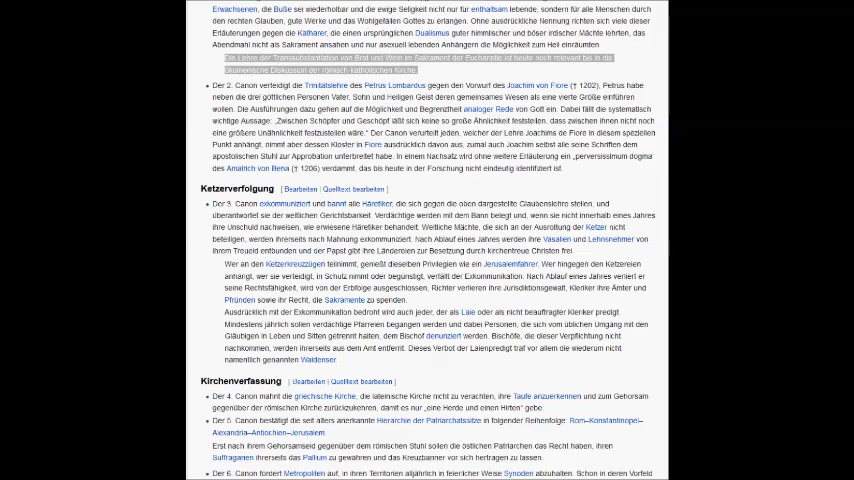 Erwachsenen, die Buße sei wiederholbar und die ewige Seligkeit nicht nur für enthaltsam lebende, sondern für alle Menschen durch
den rechten Glauben, gute Werke und das Wohlgefallen Gottes zu erlangen. Ohne ausdrückliche Nennung richten sich viele dieser
Erläuterungen gegen die Katharer, die einen ursprünglichen Dualismus guter himmlischer und böser irdischer Mächte lehrten, das
Abendmahl nicht als Sakrament ansahen und nur asexuell lebenden Anhängern die Möglichkeit zum Heil einräumten.
Die Lehre der Transsubstantiation von Brot und Wein im Sakrament der Eucharistie ist heute noch relevant bis in die
ökumenische Diskussion der römisch-katholischen Kirche.
Der 2. Canon verteidigt die Trinitätslehre des Petrus Lombardus gegen den Vorwurf des Joachim von Fiore († 1202), Petrus habe
neben die drei göttlichen Personen Vater, Sohn und Heiligen Geist deren gemeinsames Wesen als eine vierte Größe einführen
wollen. Die Ausführungen dazu gehen auf die Möglichkeit und Begrenztheit analoger Rede von Gott ein. Dabei fällt die systematisch
wichtige Aussage: „Zwischen Schöpfer und Geschöpf läßt sich keine so große Ähnlichkeit feststellen, dass zwischen ihnen nicht noch
eine größere Unähnlichkeit festzustellen wäre.“ Der Canon verurteilt jeden, welcher der Lehre Joachims de Fiore in diesem speziellen
Punkt anhängt, nimmt aber dessen Kloster in Fiore ausdrücklich davon aus, zumal auch Joachim selbst alle seine Schriften dem
apostolischen Stuhl zur Approbation unterbreitet habe. In einem Nachsatz wird ohne weitere Erläuterung ein „perversissimum dogma“
des Amalrich von Bena († 1206) verdammt, das bis heute in der Forschung nicht eindeutig identifiziert ist.
Ketzerverfolgung [ Bearbeiten | Quelltext bearbeiten ]
Der 3. Canon exkommuniziert und bannt alle Häretiker, die sich gegen die oben dargestellte Glaubenslehre stellen, und
überantwortet sie der weltlichen Gerichtsbarkeit. Verdächtige werden mit dem Bann belegt und, wenn sie nicht innerhalb eines Jahres
ihre Unschuld nachweisen, wie erwiesene Häretiker behandelt. Weltliche Mächte, die sich an der Ausrottung der Ketzer nicht
beteiligen, werden ihrerseits nach Mahnung exkommuniziert. Nach Ablauf eines Jahres werden ihre Vasallen und Lehnsnehmer von
ihrem Treueid entbunden und der Papst gibt ihre Ländereien zur Besetzung durch kirchentreue Christen frei.
Wer an den Ketzerkreuzzügen teilnimmt, genießt dieselben Privilegien wie ein Jerusalemfahrer. Wer hingegen den Ketzereien
anhängt, wer sie verteidigt, in Schutz nimmt oder begünstigt, verfällt der Exkommunikation. Nach Ablauf eines Jahres verliert er
seine Rechtsfähigkeit, wird von der Erbfolge ausgeschlossen, Richter verlieren ihre Jurisdiktionsgewalt, Kleriker ihre Ämter und
Pfründen sowie ihr Recht, die Sakramente zu spenden.
Ausdrücklich mit der Exkommunikation bedroht wird auch jeder, der als Laie oder als nicht beauftragter Kleriker predigt.
Mindestens jährlich sollen verdächtige Pfarreien begangen werden und dabei Personen, die sich vom üblichen Umgang mit den
Gläubigen in Leben und Sitten getrennt halten, dem Bischof denunziert werden. Bischöfe, die dieser Verpflichtung nicht
nachkommen, werden ihrerseits aus dem Amt entfernt. Dieses Verbot der Laienpredigt traf vor allem die wiederum nicht
namentlich genannten Waldenser.
Kirchenverfassung [ Bearbeiten | Quelltext bearbeiten ]
Der 4. Canon mahnt die griechische Kirche, die lateinische Kirche nicht zu verachten, ihre Taufe anzuerkennen und zum Gehorsam
gegenüber der römischen Kirche zurückzukehren, damit es nur „eine Herde und einen Hirten“ gebe.
Der 5. Canon bestätigt die seit alters anerkannte Hierarchie der Patriarchatssitze in folgender Reihenfolge: Rom–Konstantinopel–
Alexandria–Antiochien–Jerusalem.
Erst nach ihrem Gehorsamseid gegenüber dem römischen Stuhl sollen die östlichen Patriarchen das Recht haben, ihren
Suffraganen ihrerseits das Pallium zu gewähren und das Kreuzbanner vor sich hertragen zu lassen.
Der 6. Canon fordert Metropoliten auf, in ihren Territorien alljährlich in feierlicher Weise Synoden abzuhalten. Schon in deren Vorfeld